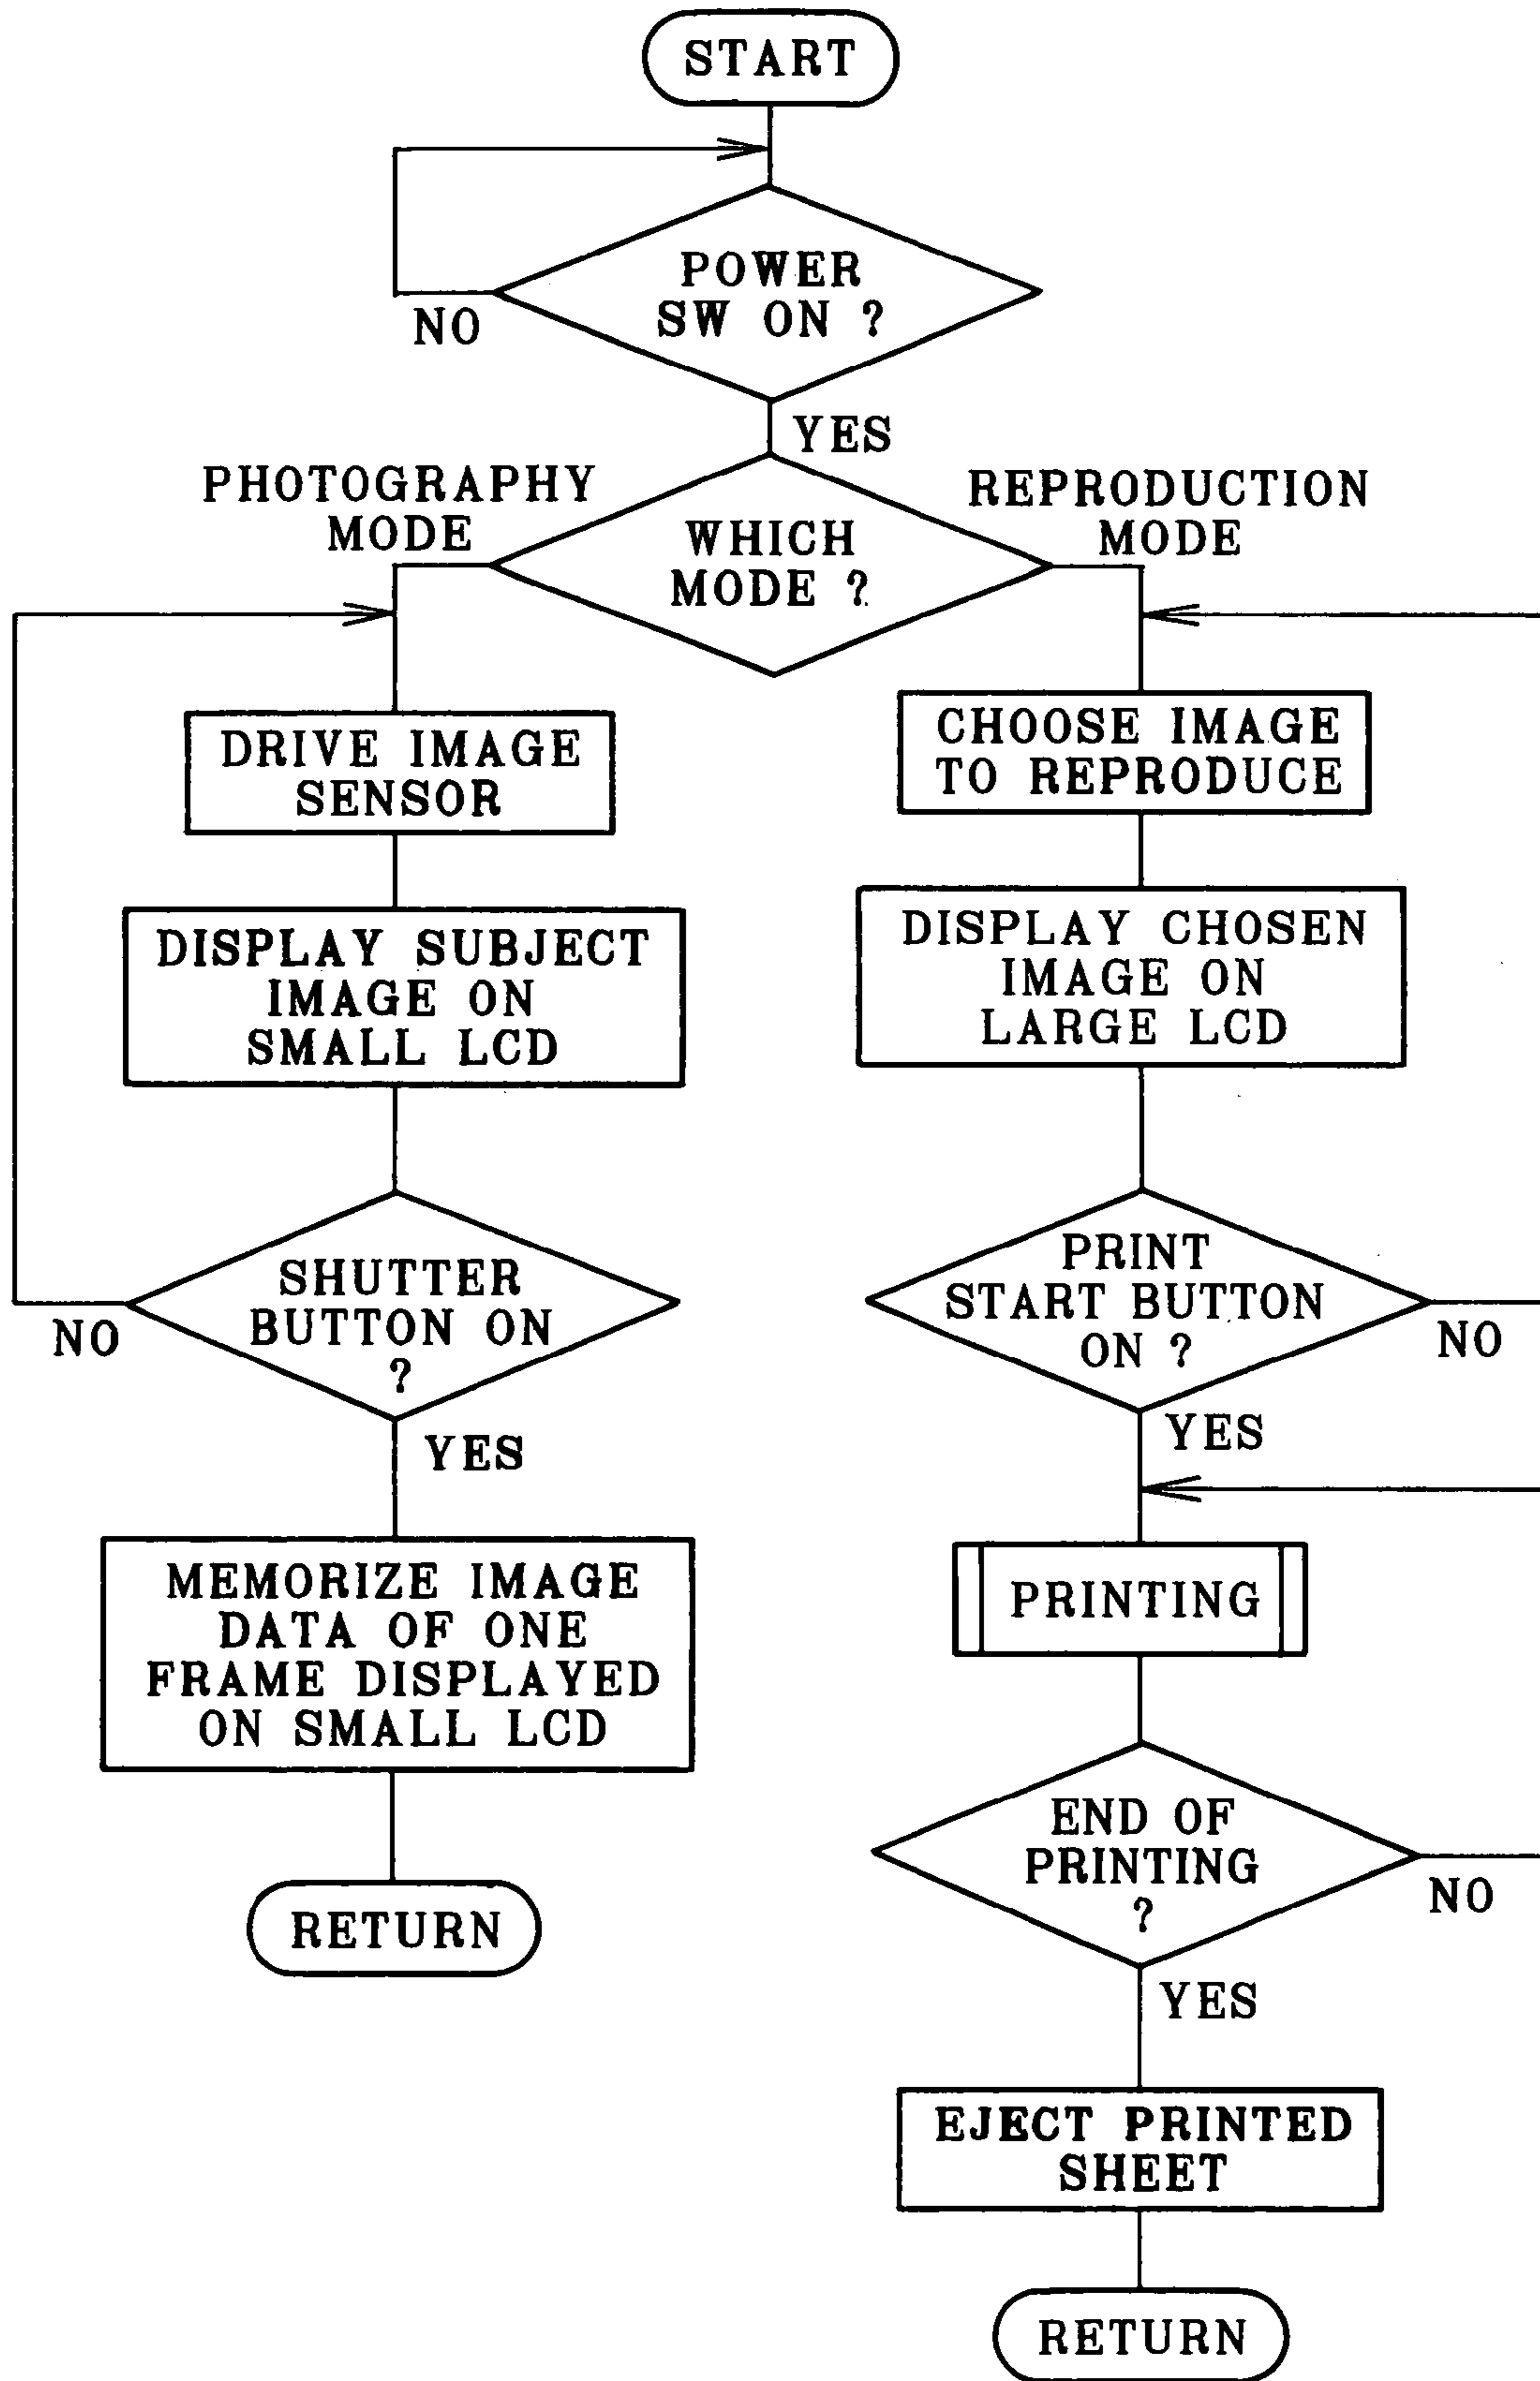 START
POWER
SW ON ?
NO
YES
PHOTOGRAPHY
MODE
WHICH
MODE ?
REPRODUCTION
MODE
DRIVE IMAGE
SENSOR
DISPLAY SUBJECT
IMAGE ON
SMALL LCD
SHUTTER
BUTTON ON
?
NO
YES
MEMORIZE IMAGE
DATA OF ONE
FRAME DISPLAYED
ON SMALL LCD
RETURN
CHOOSE IMAGE
TO REPRODUCE
DISPLAY CHOSEN
IMAGE ON
LARGE LCD
PRINT
START BUTTON
ON ?
NO
YES
PRINTING
END OF
PRINTING
?
NO
YES
EJECT PRINTED
SHEET
RETURN